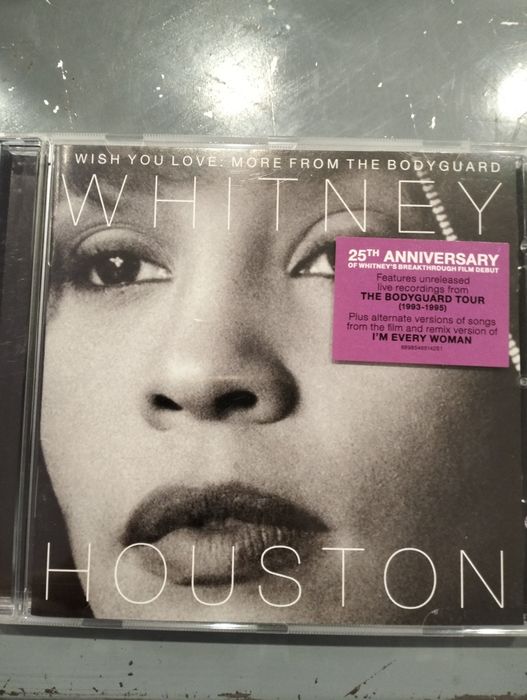 WISH YOU LOVE: MORE FROM THE BODYGUARD
WHITNEY
25TH ANNIVERSARY
OF WHITNEY'S BREAKTHROUGH FILM DEBUT
Features unreleased
live recordings from
THE BODYGUARD TOUR
(1993-1995)
Plus alternate versions of songs
from the film and remix version of
I'M EVERY WOMAN
HOUSTON